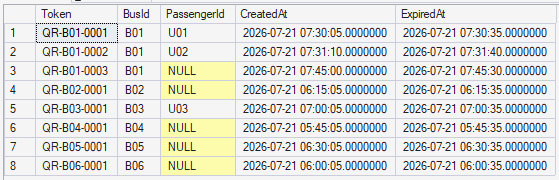 Token BusId PassengerId CreatedAt ExpiredAt
1 QR-B01-0001 B01 U01 2026-07-21 07:30:05.0000000 2026-07-21 07:30:35.0000000
2 QR-B01-0002 B01 U02 2026-07-21 07:31:10.0000000 2026-07-21 07:31:40.0000000
3 QR-B01-0003 B01 NULL 2026-07-21 07:45:00.0000000 2026-07-21 07:45:30.0000000
4 QR-B02-0001 B02 NULL 2026-07-21 06:15:05.0000000 2026-07-21 06:15:35.0000000
5 QR-B03-0001 B03 U03 2026-07-21 07:00:05.0000000 2026-07-21 07:00:35.0000000
6 QR-B04-0001 B04 NULL 2026-07-21 05:45:05.0000000 2026-07-21 05:45:35.0000000
7 QR-B05-0001 B05 NULL 2026-07-21 06:30:05.0000000 2026-07-21 06:30:35.0000000
8 QR-B06-0001 B06 NULL 2026-07-21 06:00:05.0000000 2026-07-21 06:00:35.0000000